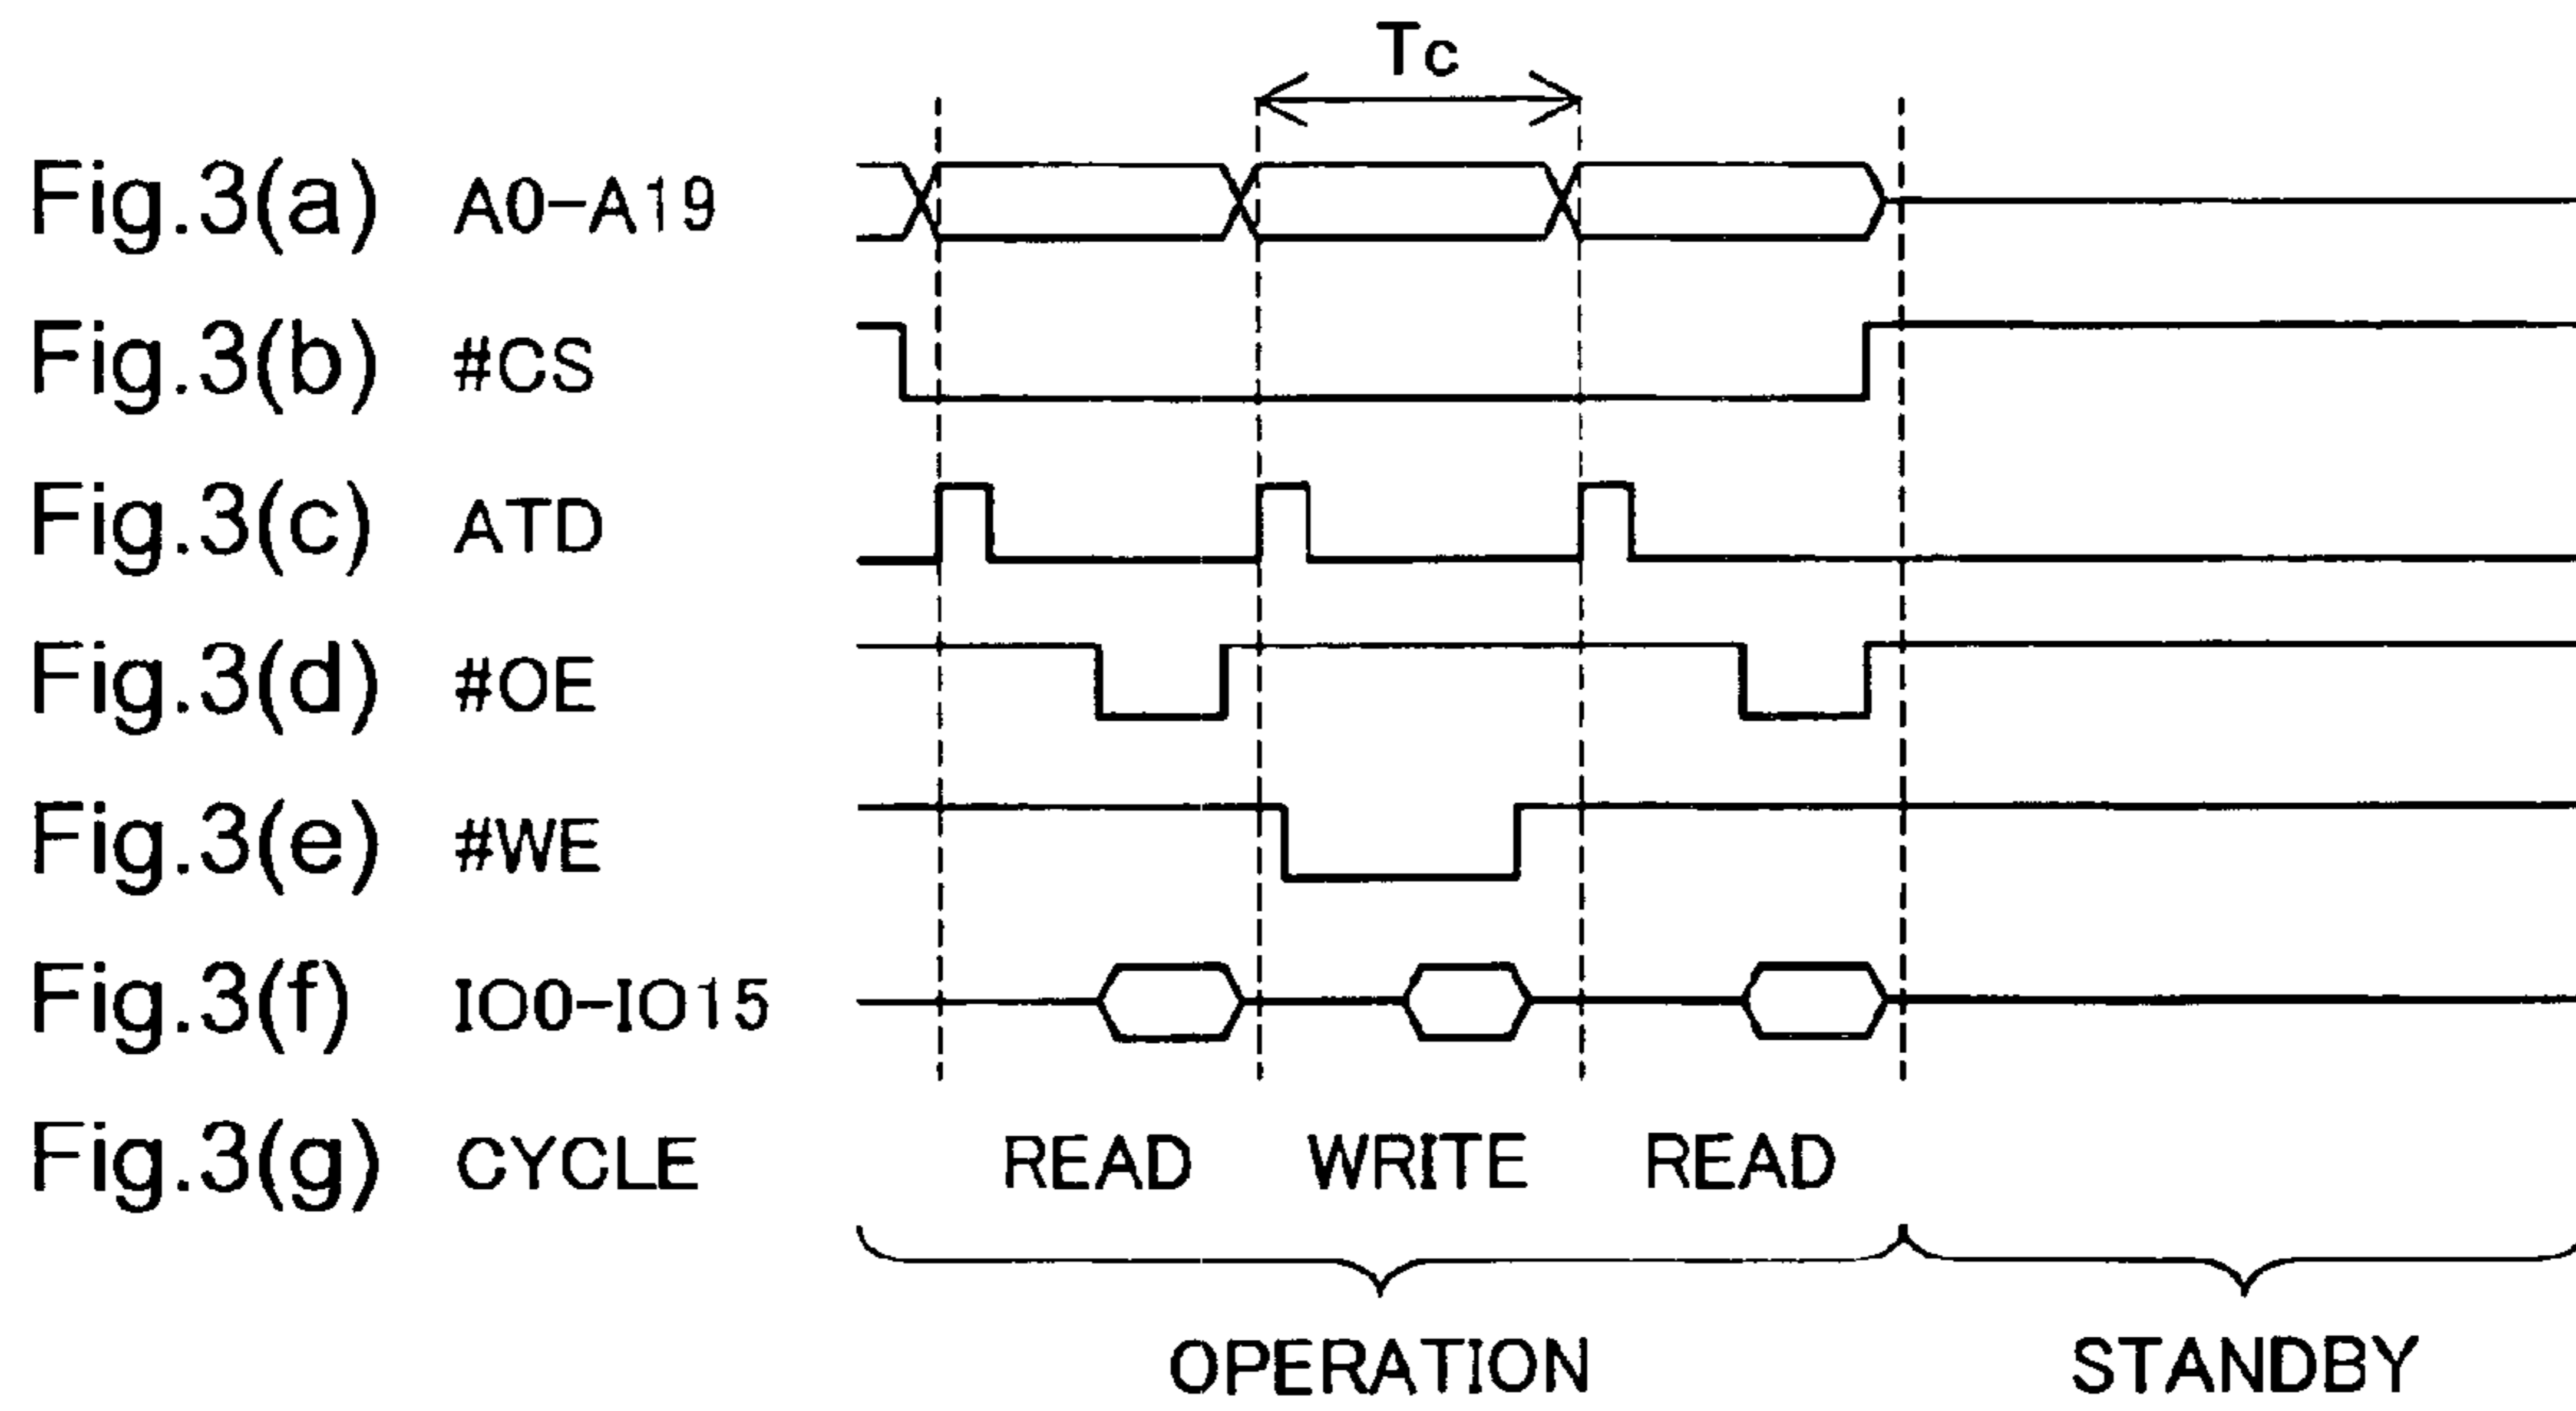 Tc
Fig.3(a) A0-A19
Fig.3(b) #CS
Fig.3(c) ATD
Fig.3(d) #OE
Fig.3(e) #WE
Fig.3(f) IO0-IO15
Fig.3(g) CYCLE READ WRITE READ
OPERATION STANDBY